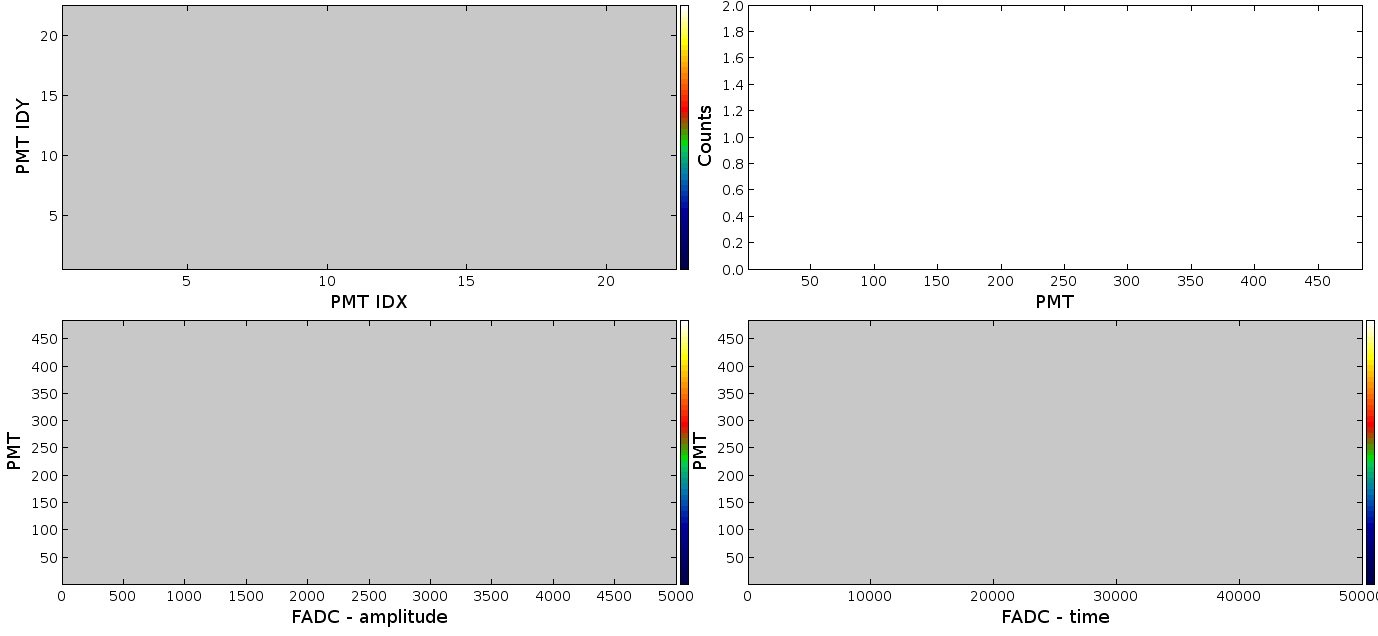 PMT IDY
20
15
10
5
5 10 15 20
PMT IDX
Counts
2.0
1.8
1.6
1.4
1.2
1.0
0.8
0.6
0.4
0.2
0.0
50 100 150 200 250 300 350 400 450
PMT
PMT
450
400
350
300
250
200
150
100
50
0 500 1000 1500 2000 2500 3000 3500 4000 4500 5000
FADC - amplitude
PMT
450
400
350
300
250
200
150
100
50
0 10000 20000 30000 40000 50000
FADC - time